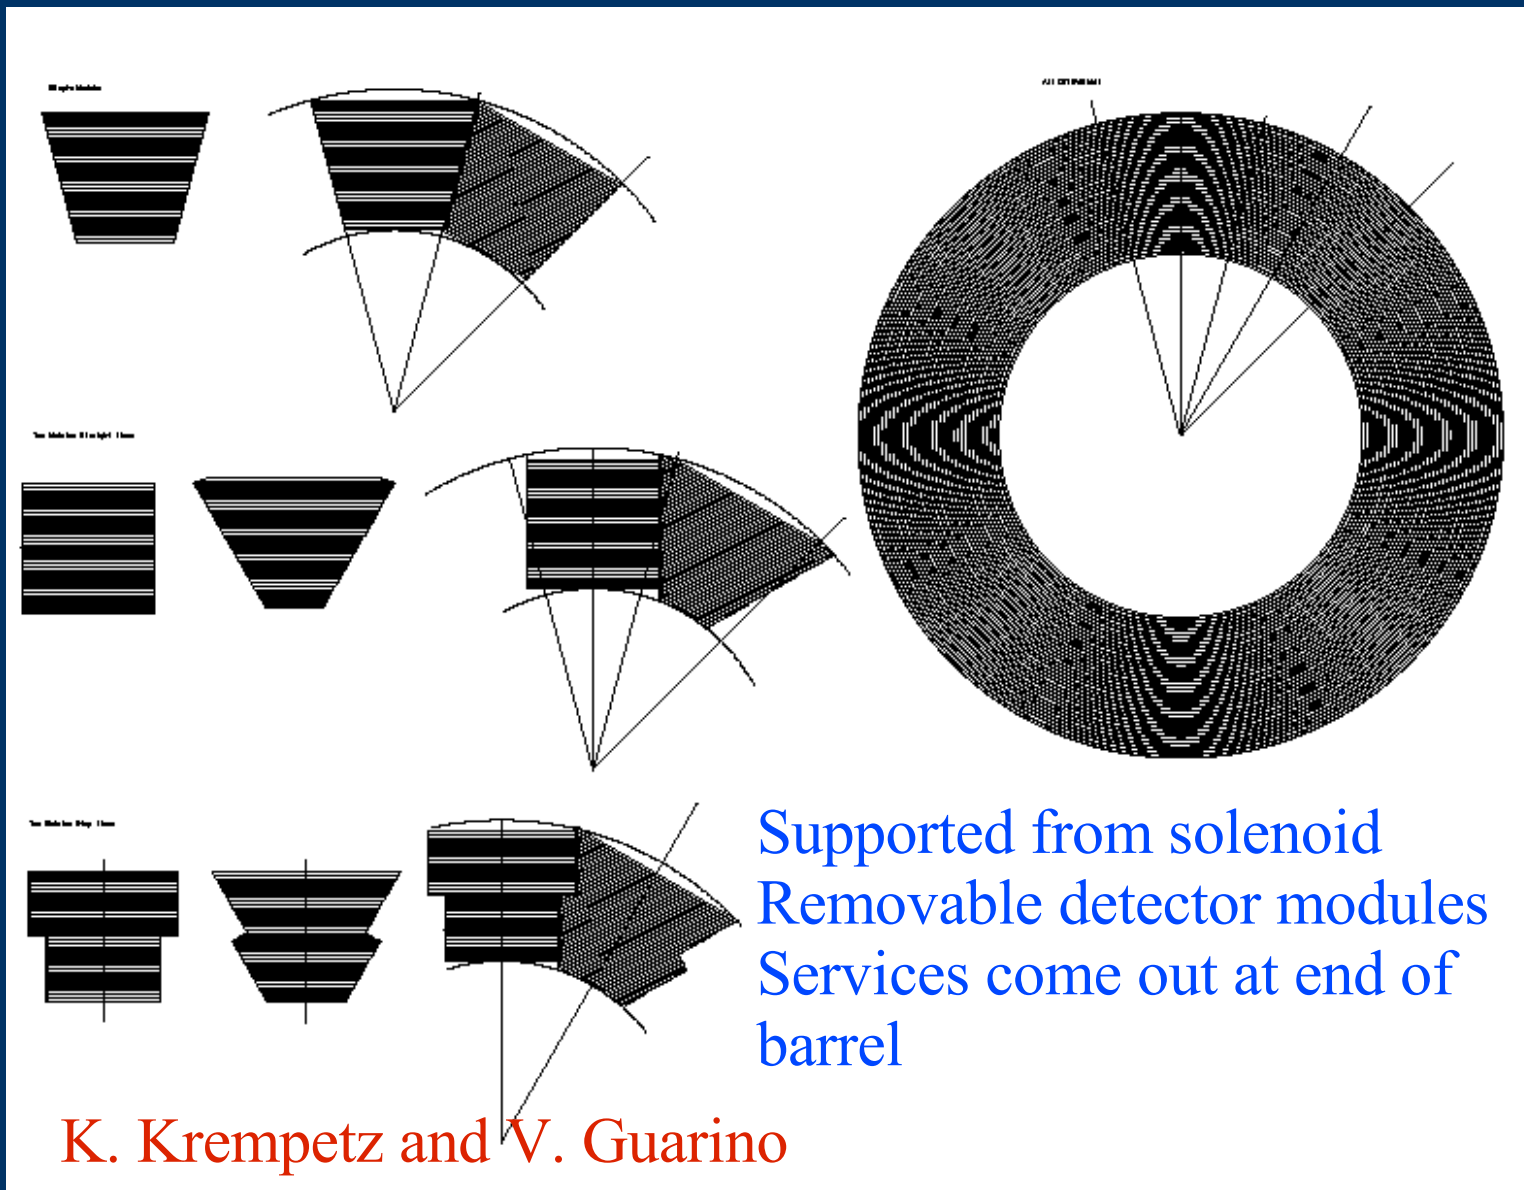 Supported from solenoid
Removable detector modules
Services come out at end of
barrel
K. Krempetz and V. Guarino